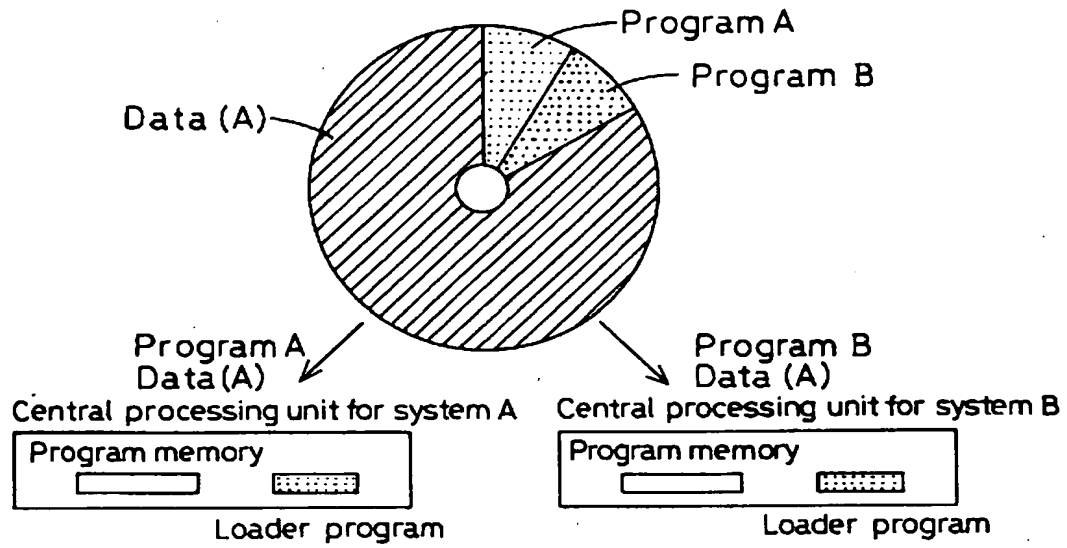 Program A
Program B
Data (A)
Program A
Data (A)
Program B
Data (A)
Central processing unit for system A
Central processing unit for system B
Program memory
Program memory
Loader program
Loader program